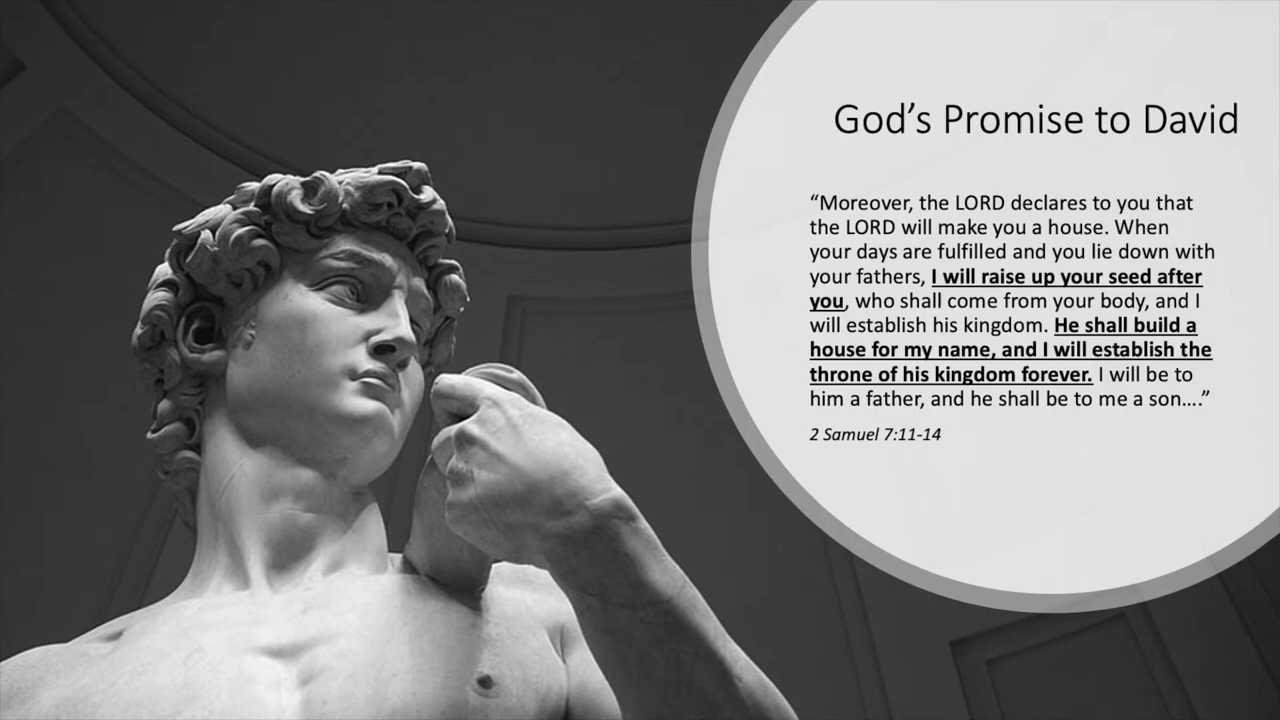 God’s Promise to David
“Moreover, the LORD declares to you that
the LORD will make you a house. When
your days are fulfilled and you lie down with
your fathers, I will raise up your seed after
you, who shall come from your body, and I
will establish his kingdom. He shall build a
house for my name, and I will establish the
throne of his kingdom forever. I will be to
him a father, and he shall be to me a son….”
2 Samuel 7:11-14